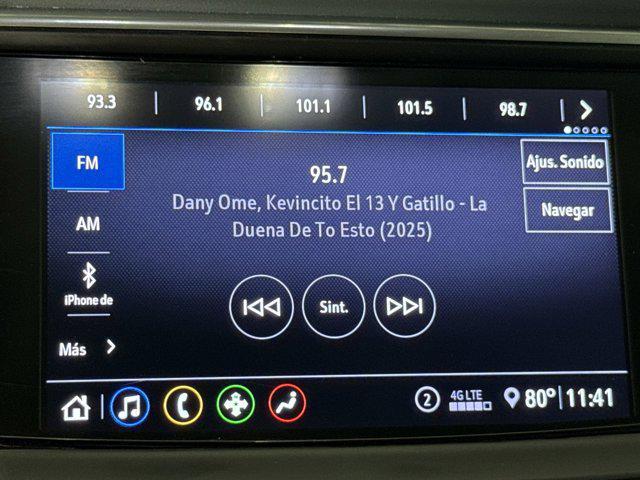 93.3 96.1 101.1 101.5 98.7
FM
Ajus. Sonido
95.7
Dany Ome, Kevincito El 13 Y Gatillo - La
Duena De To Esto (2025)
Navegar
AM
iPhone de
Sint.
Más
2 4G LTE 80° 11:41